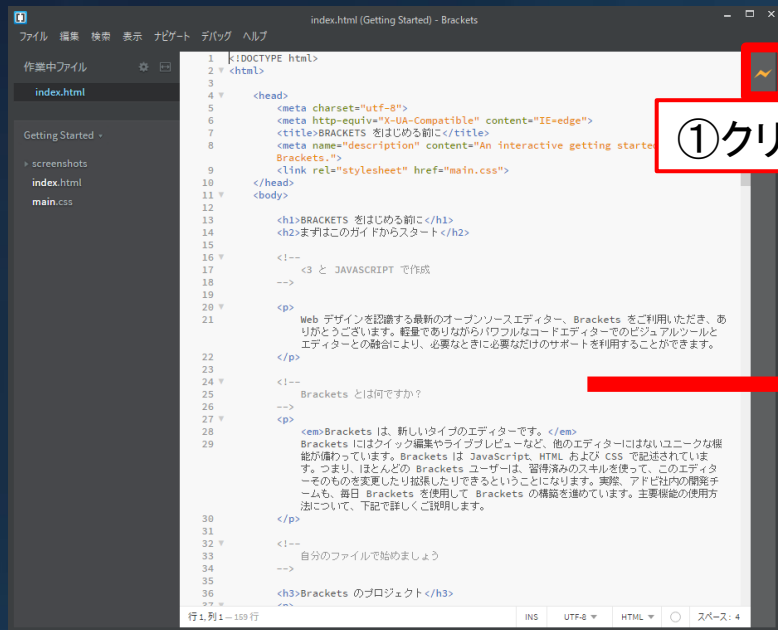 index.html (Getting Started) - Brackets
ファイル 編集 検索 表示 ナビゲート デバッグ ヘルプ
作業中ファイル
index.html
Getting Started
screenshots
index.html
main.css
1 <!DOCTYPE html>
2 <html>
3
4 <head>
5 <meta charset="utf-8">
6 <meta http-equiv="X-UA-Compatible" content="IE=edge">
7 <title>BRACKETS をはじめる前に</title>
8 <meta name="description" content="An interactive getting started
Brackets.">
9 <link rel="stylesheet" href="main.css">
10 </head>
11 <body>
12
13 <h1>BRACKETS をはじめる前に</h1>
14 <h2>まずはこのガイドからスタート</h2>
15
16 <!--
17 <3 と JAVASCRIPT で作成
18 -->
19
20 <p>
21 Web デザインを認識する最新のオープンソースエディター、Brackets をご利用いただき、あ
りがとうございます。軽量でありながらパワフルなコードエディターでのビジュアルツールと
エディターとの融合により、必要なときに必要なだけのサポートを利用することができます。
22 </p>
23
24 <!--
25 Brackets とは何ですか？
26 -->
27 <p>
28 <em>Brackets は、新しいタイプのエディターです。</em>
29 Brackets にはクイック編集やライブプレビューなど、他のエディターにはないユニークな機
能が備わっています。Brackets は JavaScript、HTML および CSS で記述されていま
す。つまり、ほとんどの Brackets ユーザーは、習得済みのスキルを使って、このエディタ
ーそのものを変更したり拡張したりできるということになります。実際、アドビ社内の開発チ
ームも、毎日 Brackets を使用して Brackets の構築を進めています。主要機能の使用方
法について、下記で詳しくご説明します。
30 </p>
31
32 <!--
33 自分のファイルで始めましょう
34 -->
35
36 <h3>Brackets のプロジェクト</h3>
37 <p>
①クリ
行 1, 列 1 — 159 行
INS UTF-8 HTML スペース: 4